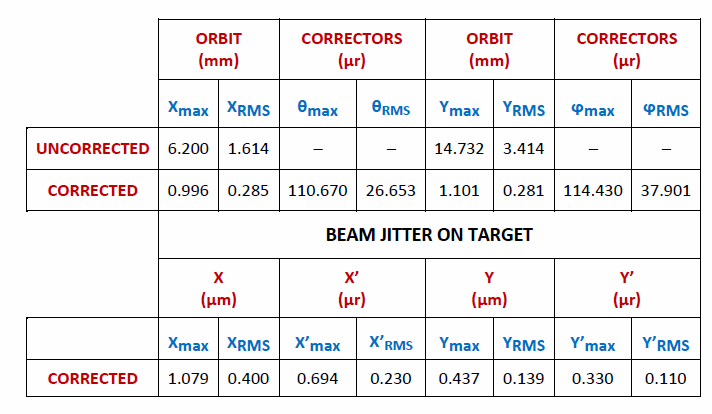 ORBIT CORRECTORS ORBIT CORRECTORS
(mm) (μr) (mm) (μr)
Xmax XRMS θmax θRMS Ymax YRMS φmax φRMS
UNCORRECTED 6.200 1.614 – – 14.732 3.414 – –
CORRECTED 0.996 0.285 110.670 26.653 1.101 0.281 114.430 37.901
BEAM JITTER ON TARGET
X X’ Y Y’
(μm) (μr) (μm) (μr)
Xmax XRMS X’max X’RMS Ymax YRMS Y’max Y’RMS
CORRECTED 1.079 0.400 0.694 0.230 0.437 0.139 0.330 0.110